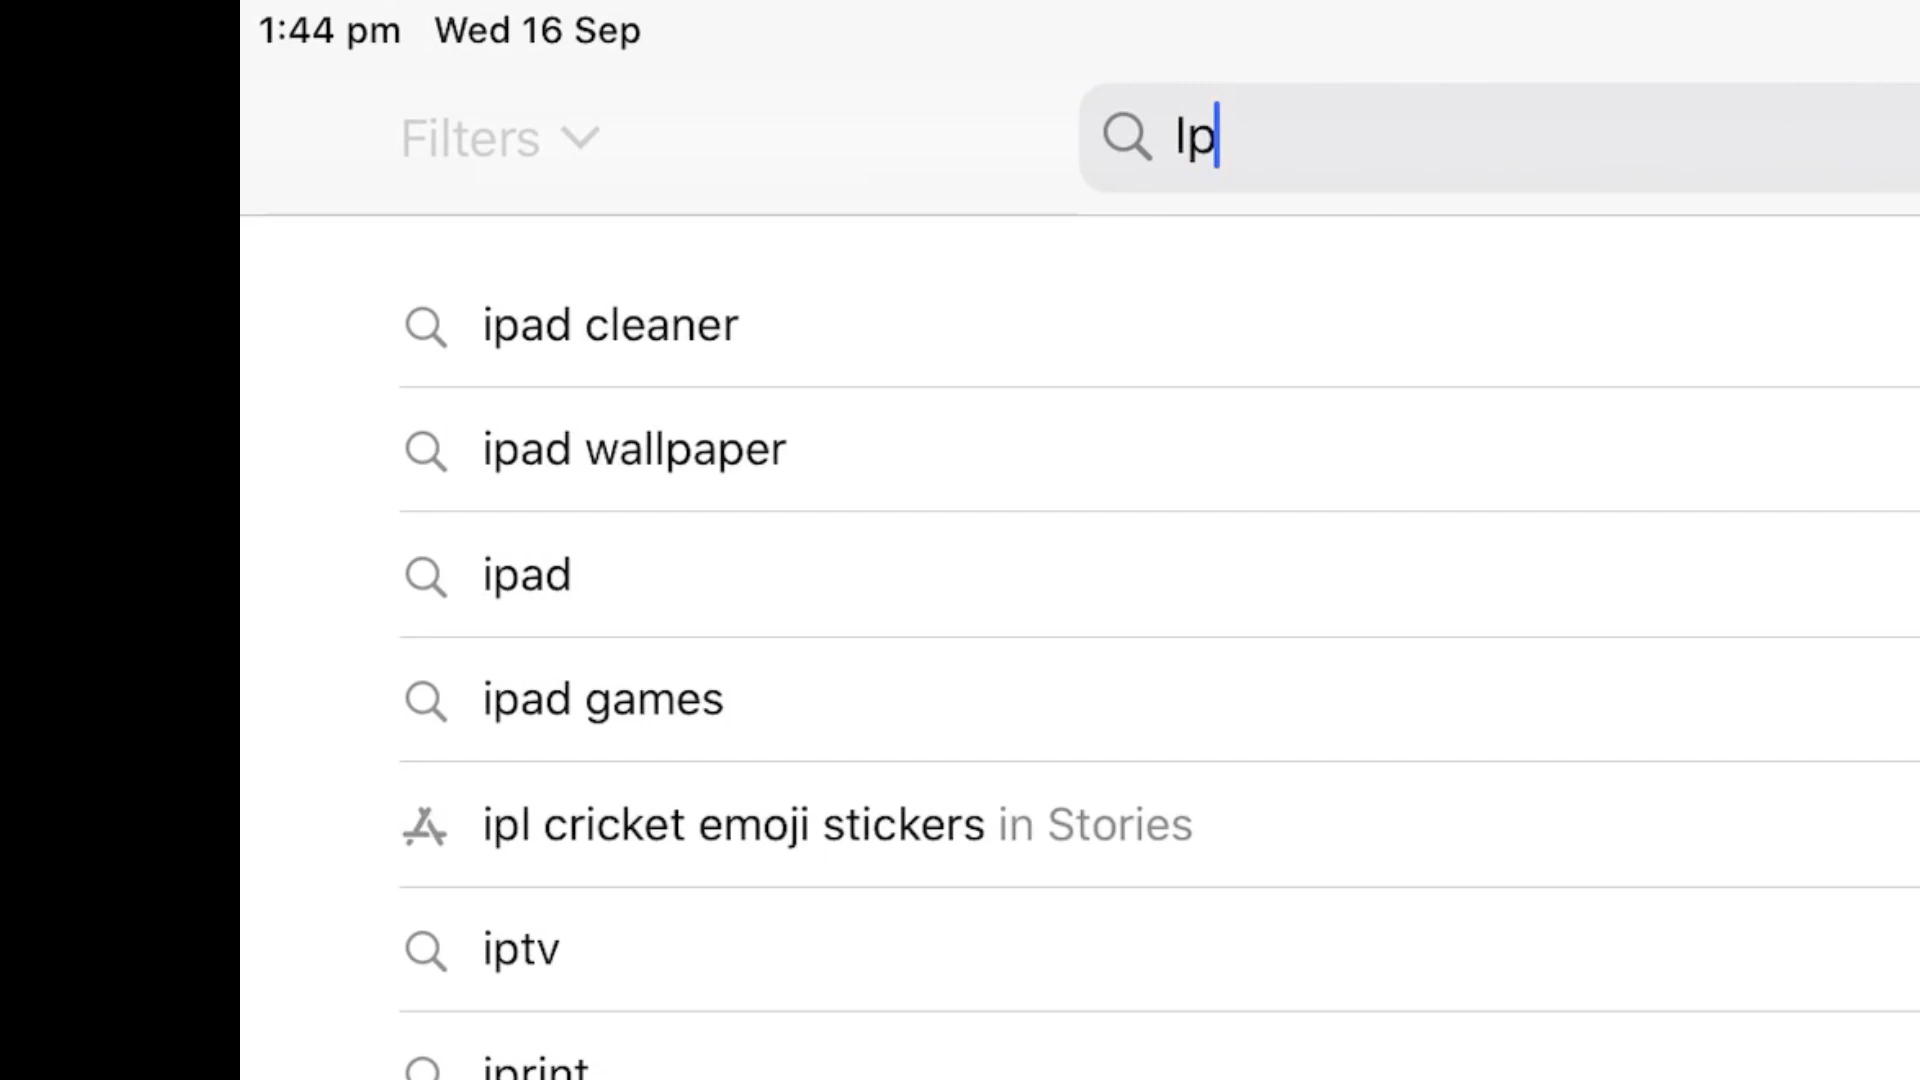 1:44 pm Wed 16 Sep
Filters
Ip
ipad cleaner
ipad wallpaper
ipad
ipad games
ipl cricket emoji stickers in Stories
iptv
iprint